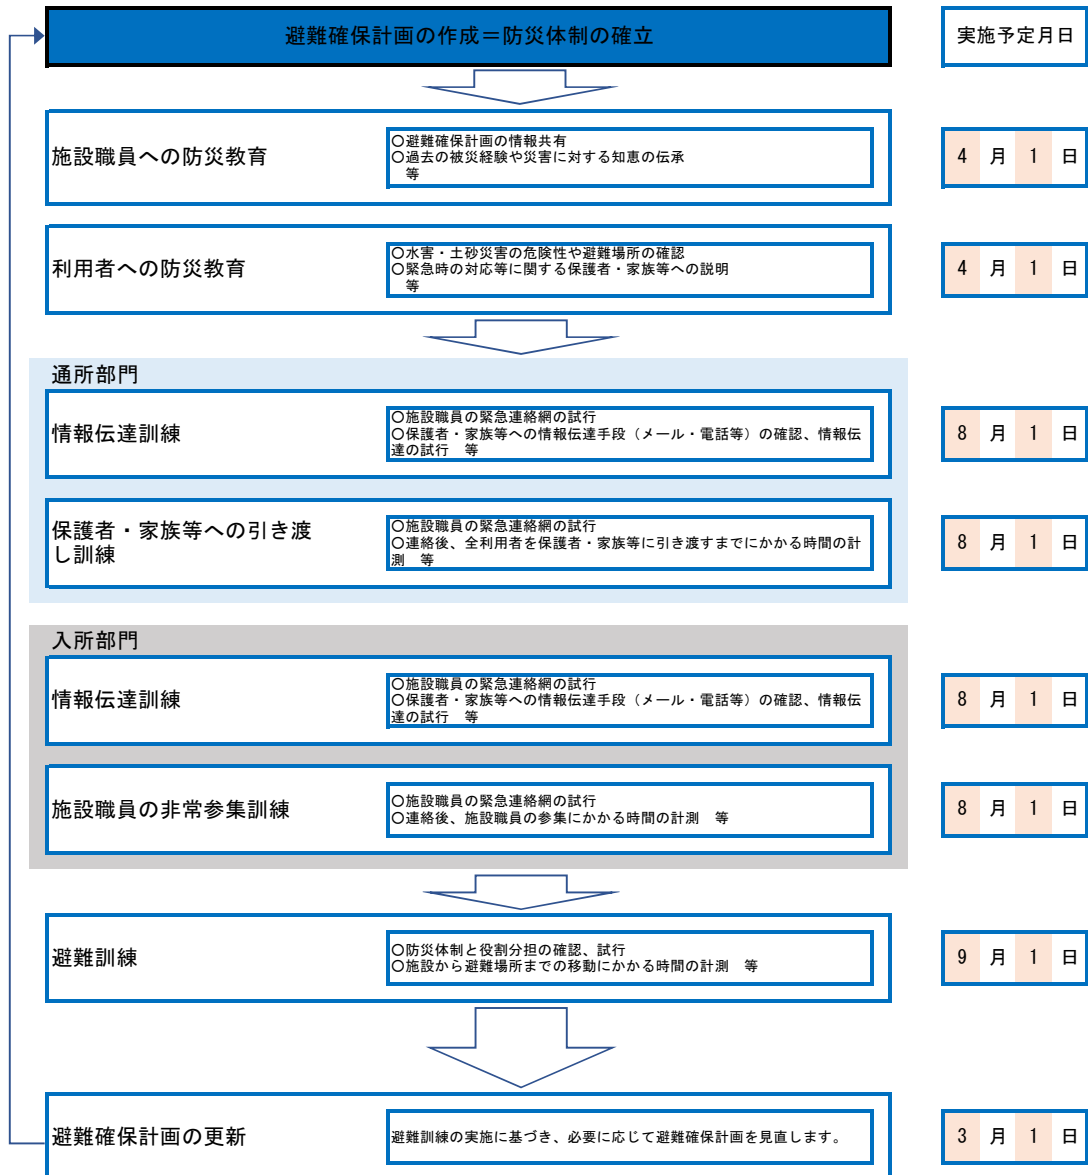 避難確保計画の作成＝防災体制の確立
実施予定月日
施設職員への防災教育
〇避難確保計画の情報共有
〇過去の被災経験や災害に対する知恵の伝承
等
4 月 1 日
利用者への防災教育
〇水害・土砂災害の危険性や避難場所の確認
〇緊急時の対応等に関する保護者・家族等への説明
等
4 月 1 日
通所部門
情報伝達訓練
〇施設職員の緊急連絡網の試行
〇保護者・家族等への情報伝達手段（メール・電話等）の確認、情報伝
達の試行　等
8 月 1 日
保護者・家族等への引き渡
し訓練
〇施設職員の緊急連絡網の試行
〇連絡後、全利用者を保護者・家族等に引き渡すまでにかかる時間の計
測　等
8 月 1 日
入所部門
情報伝達訓練
〇施設職員の緊急連絡網の試行
〇保護者・家族等への情報伝達手段（メール・電話等）の確認、情報伝
達の試行　等
8 月 1 日
施設職員の非常参集訓練
〇施設職員の緊急連絡網の試行
〇連絡後、施設職員の参集にかかる時間の計測　等
8 月 1 日
避難訓練
〇防災体制と役割分担の確認、試行
〇施設から避難場所までの移動にかかる時間の計測　等
9 月 1 日
避難確保計画の更新
避難訓練の実施に基づき、必要に応じて避難確保計画を見直します。
3 月 1 日